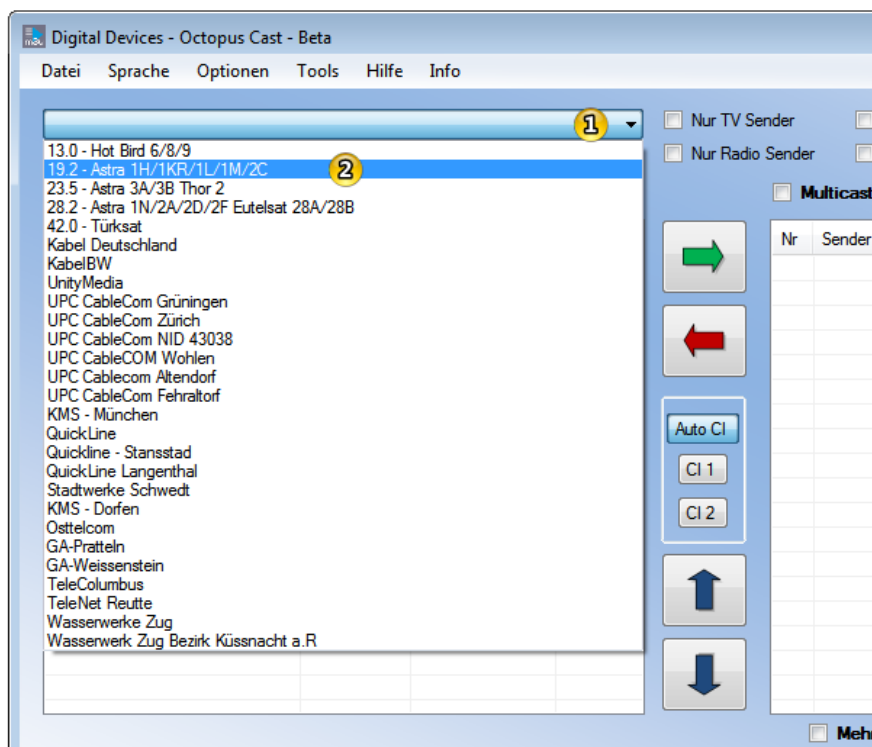 Digital Devices - Octopus Cast - Beta
Datei Sprache Optionen Tools Hilfe Info
1
Nur TV Sender
13.0 - Hot Bird 6/8/9
19.2 - Astra 1H/1KR/1L/1M/2C
2
Nur Radio Sender
23.5 - Astra 3A/3B Thor 2
28.2 - Astra 1N/2A/2D/2F Eutelsat 28A/28B
Multicast
42.0 - Türksat
Kabel Deutschland
Nr Sender
KabelBW
UnityMedia
UPC CableCom Grüningen
UPC CableCom Zürich
UPC CableCom NID 43038
UPC CableCOM Wohlen
UPC Cablecom Altendorf
UPC CableCom Fehraltorf
KMS - München
QuickLine
Auto CI
Quickline - Stansstad
QuickLine Langenthal
CI 1
Stadtwerke Schwedt
KMS - Dorfen
CI 2
Osttelcom
GA-Pratteln
GA-Weissenstein
TeleColumbus
TeleNet Reutte
Wasserwerke Zug
Wasserwerk Zug Bezirk Küssnacht a.R